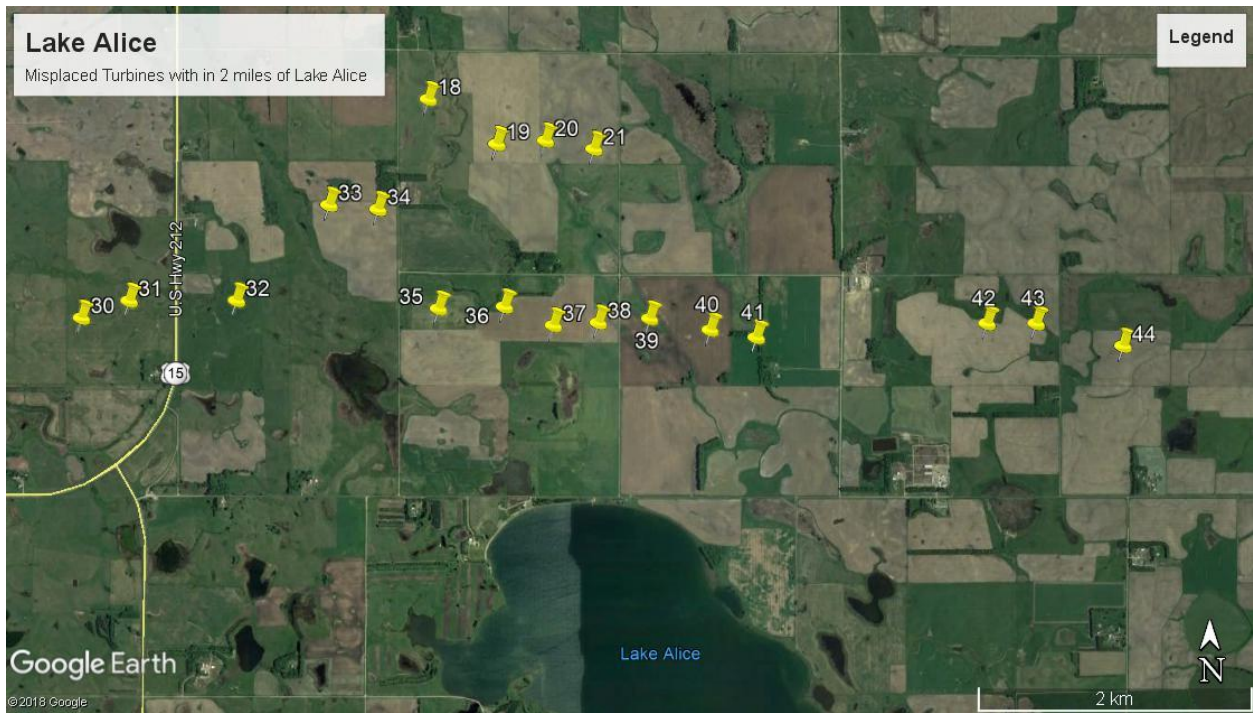 Lake Alice
Misplaced Turbines with in 2 miles of Lake Alice
Legend
18
19
20
21
33
34
US Hwy 212
30
31
32
35
36
37
38
39
40
41
42
43
44
15
Lake Alice
Google Earth
©2018 Google
N
2 km